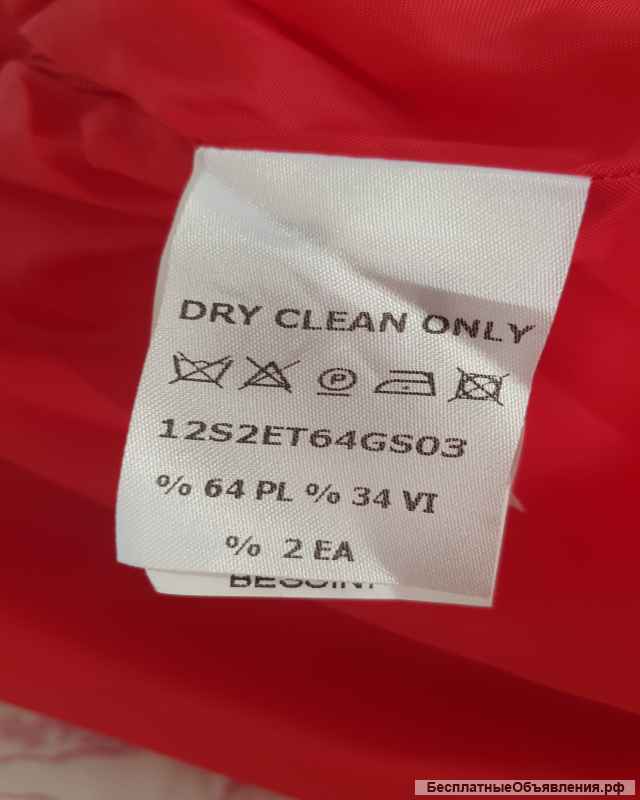 DRY CLEAN ONLY
P
12S2ET64GS03
% 64 PL % 34 VI
% 2 EA
БесплатныеОбъявления.рф